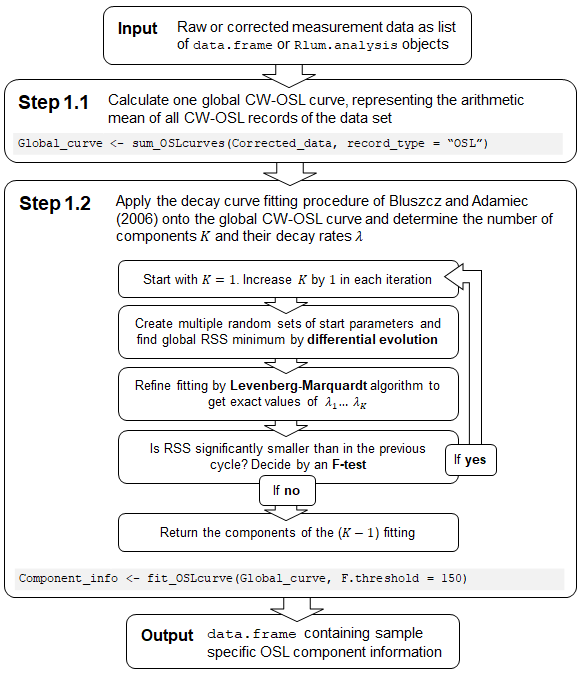 Input Raw or corrected measurement data as list
of data.frame or Rlum.analysis objects
Step 1.1 Calculate one global CW-OSL curve, representing the arithmetic
mean of all CW-OSL records of the data set
Global_curve <- sum_OSLcurves(Corrected_data, record_type = “OSL”)
Step 1.2 Apply the decay curve fitting procedure of Bluszcz and Adamiec
(2006) onto the global CW-OSL curve and determine the number of
components K and their decay rates λ
Start with K = 1. Increase K by 1 in each iteration
Create multiple random sets of start parameters and
find global RSS minimum by differential evolution
Refine fitting by Levenberg-Marquardt algorithm to
get exact values of λ₁... λ_K
Is RSS significantly smaller than in the previous
cycle? Decide by an F-test
If yes
If no
Return the components of the (K − 1) fitting
Component_info <- fit_OSLcurve(Global_curve, F.threshold = 150)
Output data.frame containing sample
specific OSL component information